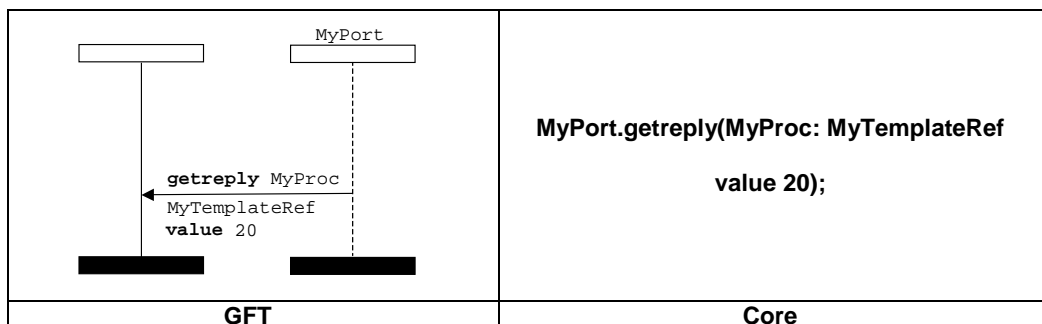 MyPort
getreply MyProc
MyTemplateRef
value 20
MyPort.getreply(MyProc: MyTemplateRef
value 20);
GFT
Core